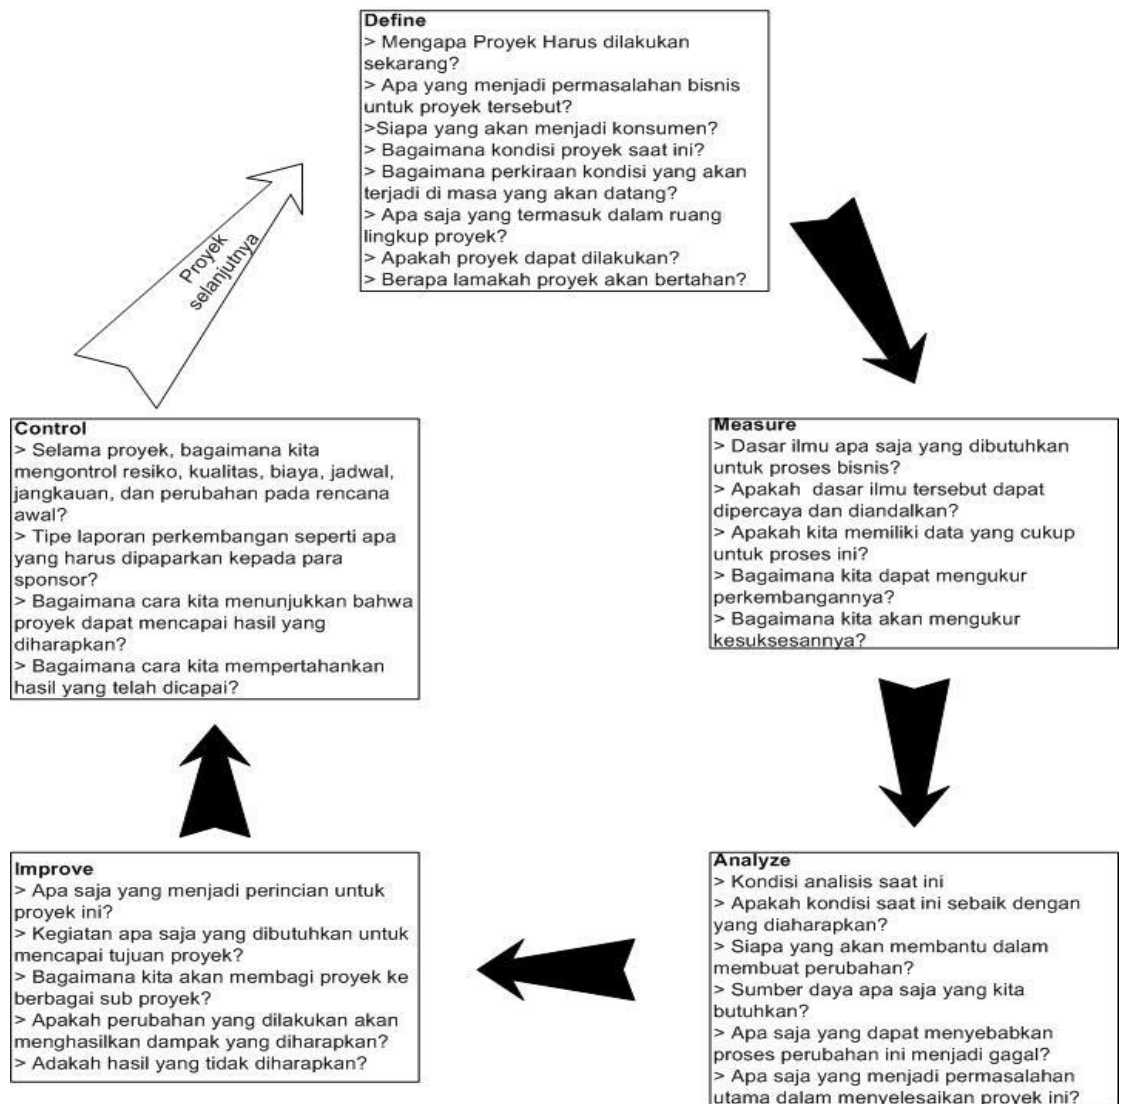 Define
> Mengapa Proyek Harus dilakukan
sekarang?
> Apa yang menjadi permasalahan bisnis
untuk proyek tersebut?
>Siapa yang akan menjadi konsumen?
> Bagaimana kondisi proyek saat ini?
> Bagaimana perkiraan kondisi yang akan
terjadi di masa yang akan datang?
> Apa saja yang termasuk dalam ruang
lingkup proyek?
> Apakah proyek dapat dilakukan?
> Berapa lamakah proyek akan bertahan?
Proyek
selanjutnya
Measure
> Dasar ilmu apa saja yang dibutuhkan
untuk proses bisnis?
> Apakah  dasar ilmu tersebut dapat
dipercaya dan diandalkan?
> Apakah kita memiliki data yang cukup
untuk proses ini?
> Bagaimana kita dapat mengukur
perkembangannya?
> Bagaimana kita akan mengukur
kesuksesannya?
Analyze
> Kondisi analisis saat ini
> Apakah kondisi saat ini sebaik dengan
yang diaharapkan?
> Siapa yang akan membantu dalam
membuat perubahan?
> Sumber daya apa saja yang kita
butuhkan?
> Apa saja yang dapat menyebabkan
proses perubahan ini menjadi gagal?
> Apa saja yang menjadi permasalahan
utama dalam menyelesaikan proyek ini?
Improve
> Apa saja yang menjadi perincian untuk
proyek ini?
> Kegiatan apa saja yang dibutuhkan untuk
mencapai tujuan proyek?
> Bagaimana kita akan membagi proyek ke
berbagai sub proyek?
> Apakah perubahan yang dilakukan akan
menghasilkan dampak yang diharapkan?
> Adakah hasil yang tidak diharapkan?
Control
> Selama proyek, bagaimana kita
mengontrol resiko, kualitas, biaya, jadwal,
jangkauan, dan perubahan pada rencana
awal?
> Tipe laporan perkembangan seperti apa
yang harus dipaparkan kepada para
sponsor?
> Bagaimana cara kita menunjukkan bahwa
proyek dapat mencapai hasil yang
diharapkan?
> Bagaimana cara kita mempertahankan
hasil yang telah dicapai?